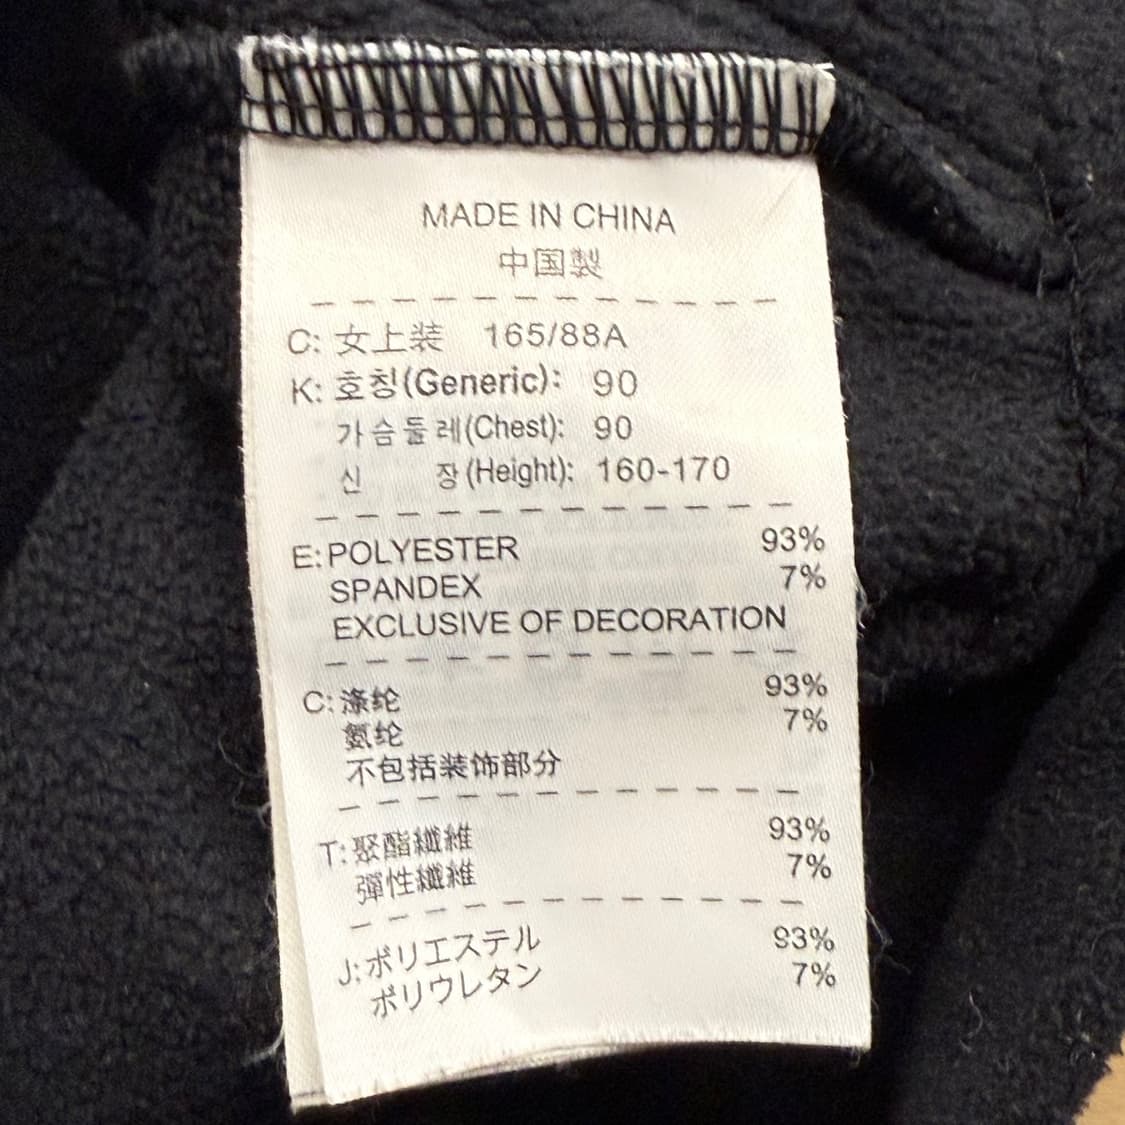 MADE IN CHINA
中国製
C: 女上装 165/88A
K: 호칭(Generic): 90
가슴둘레(Chest): 90
신 장(Height): 160-170
E: POLYESTER 93%
SPANDEX 7%
EXCLUSIVE OF DECORATION
C: 涤纶 93%
氨纶 7%
不包括装饰部分
T: 聚酯纖維 93%
彈性纖維 7%
J: ポリエステル 93%
ポリウレタン 7%